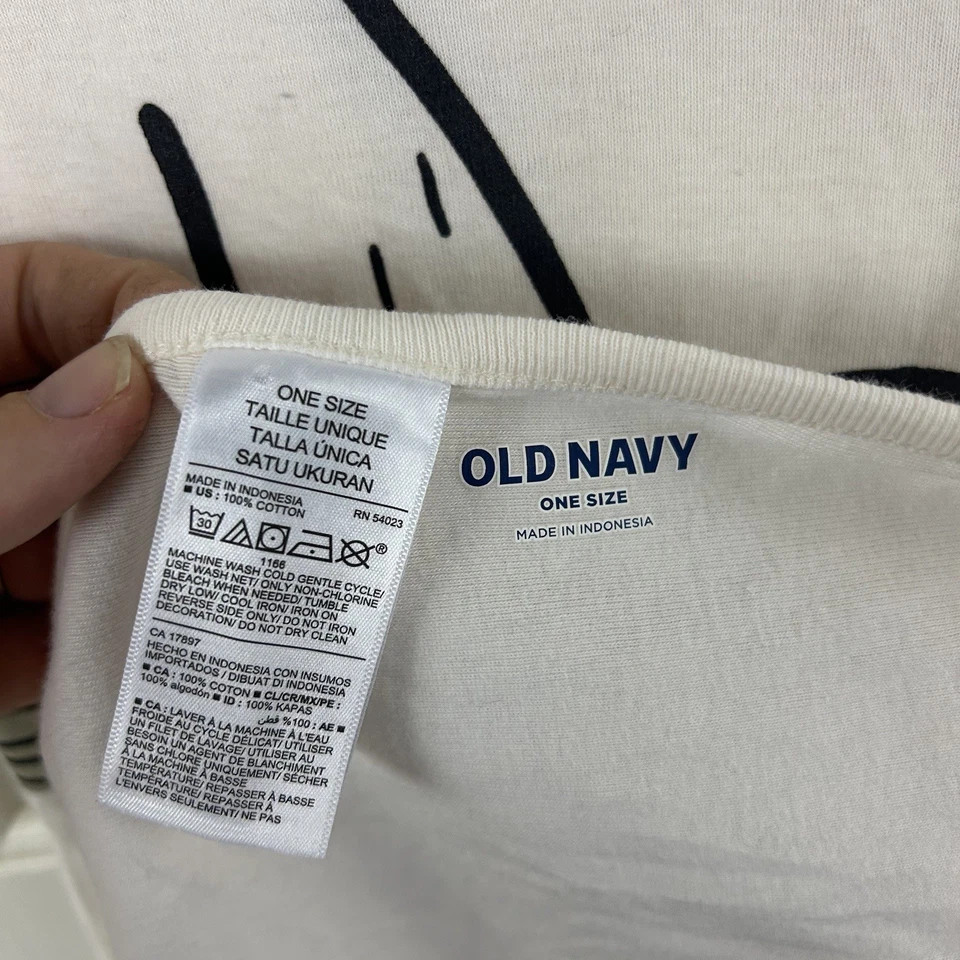 ONE SIZE
TAILLE UNIQUE
TALLA ÚNICA
SATU UKURAN
MADE IN INDONESIA
■ US : 100% COTTON RN 54023
30
®
1166
MACHINE WASH COLD GENTLE CYCLE/
USE WASH NET/ ONLY NON-CHLORINE
BLEACH WHEN NEEDED/ TUMBLE
DRY LOW/ COOL IRON/ IRON ON
REVERSE SIDE ONLY/ DO NOT IRON
DECORATION/ DO NOT DRY CLEAN
CA 17897
HECHO EN INDONESIA CON INSUMOS
IMPORTADOS / DIBUAT DI INDONESIA
■ CA : 100% COTON ■ CL/CR/MX/PE :
100% algodón ■ ID : 100% KAPAS
■ AE : 100% قطن
■ CA : LAVER À LA MACHINE À L'EAU
FROIDE AU CYCLE DÉLICAT/ UTILISER
UN FILET DE LAVAGE/ UTILISER AU
BESOIN UN AGENT DE BLANCHIMENT
SANS CHLORE UNIQUEMENT/ SÉCHER
À LA MACHINE À BASSE
TEMPÉRATURE/ REPASSER À BASSE
TEMPÉRATURE/ REPASSER À
L'ENVERS SEULEMENT/ NE PAS
OLD NAVY
ONE SIZE
MADE IN INDONESIA